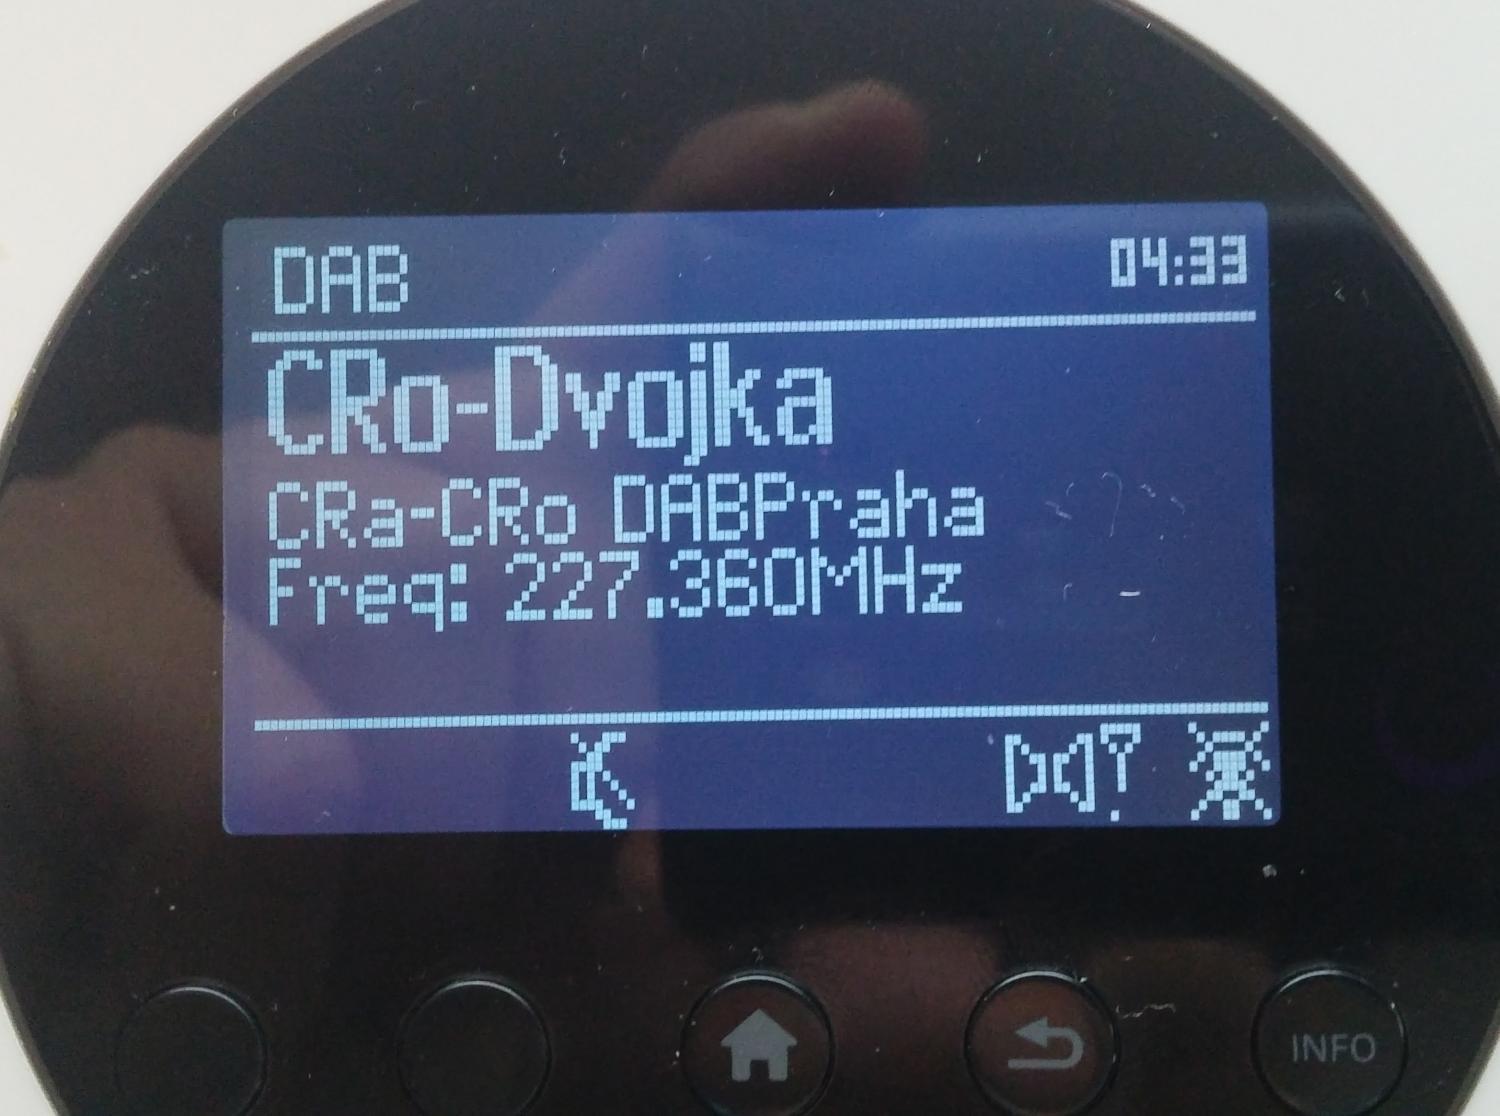 DAB 04:33
CRo-Dvojka
CRa-CRo DABPraha
Freq: 227.360MHz
INFO